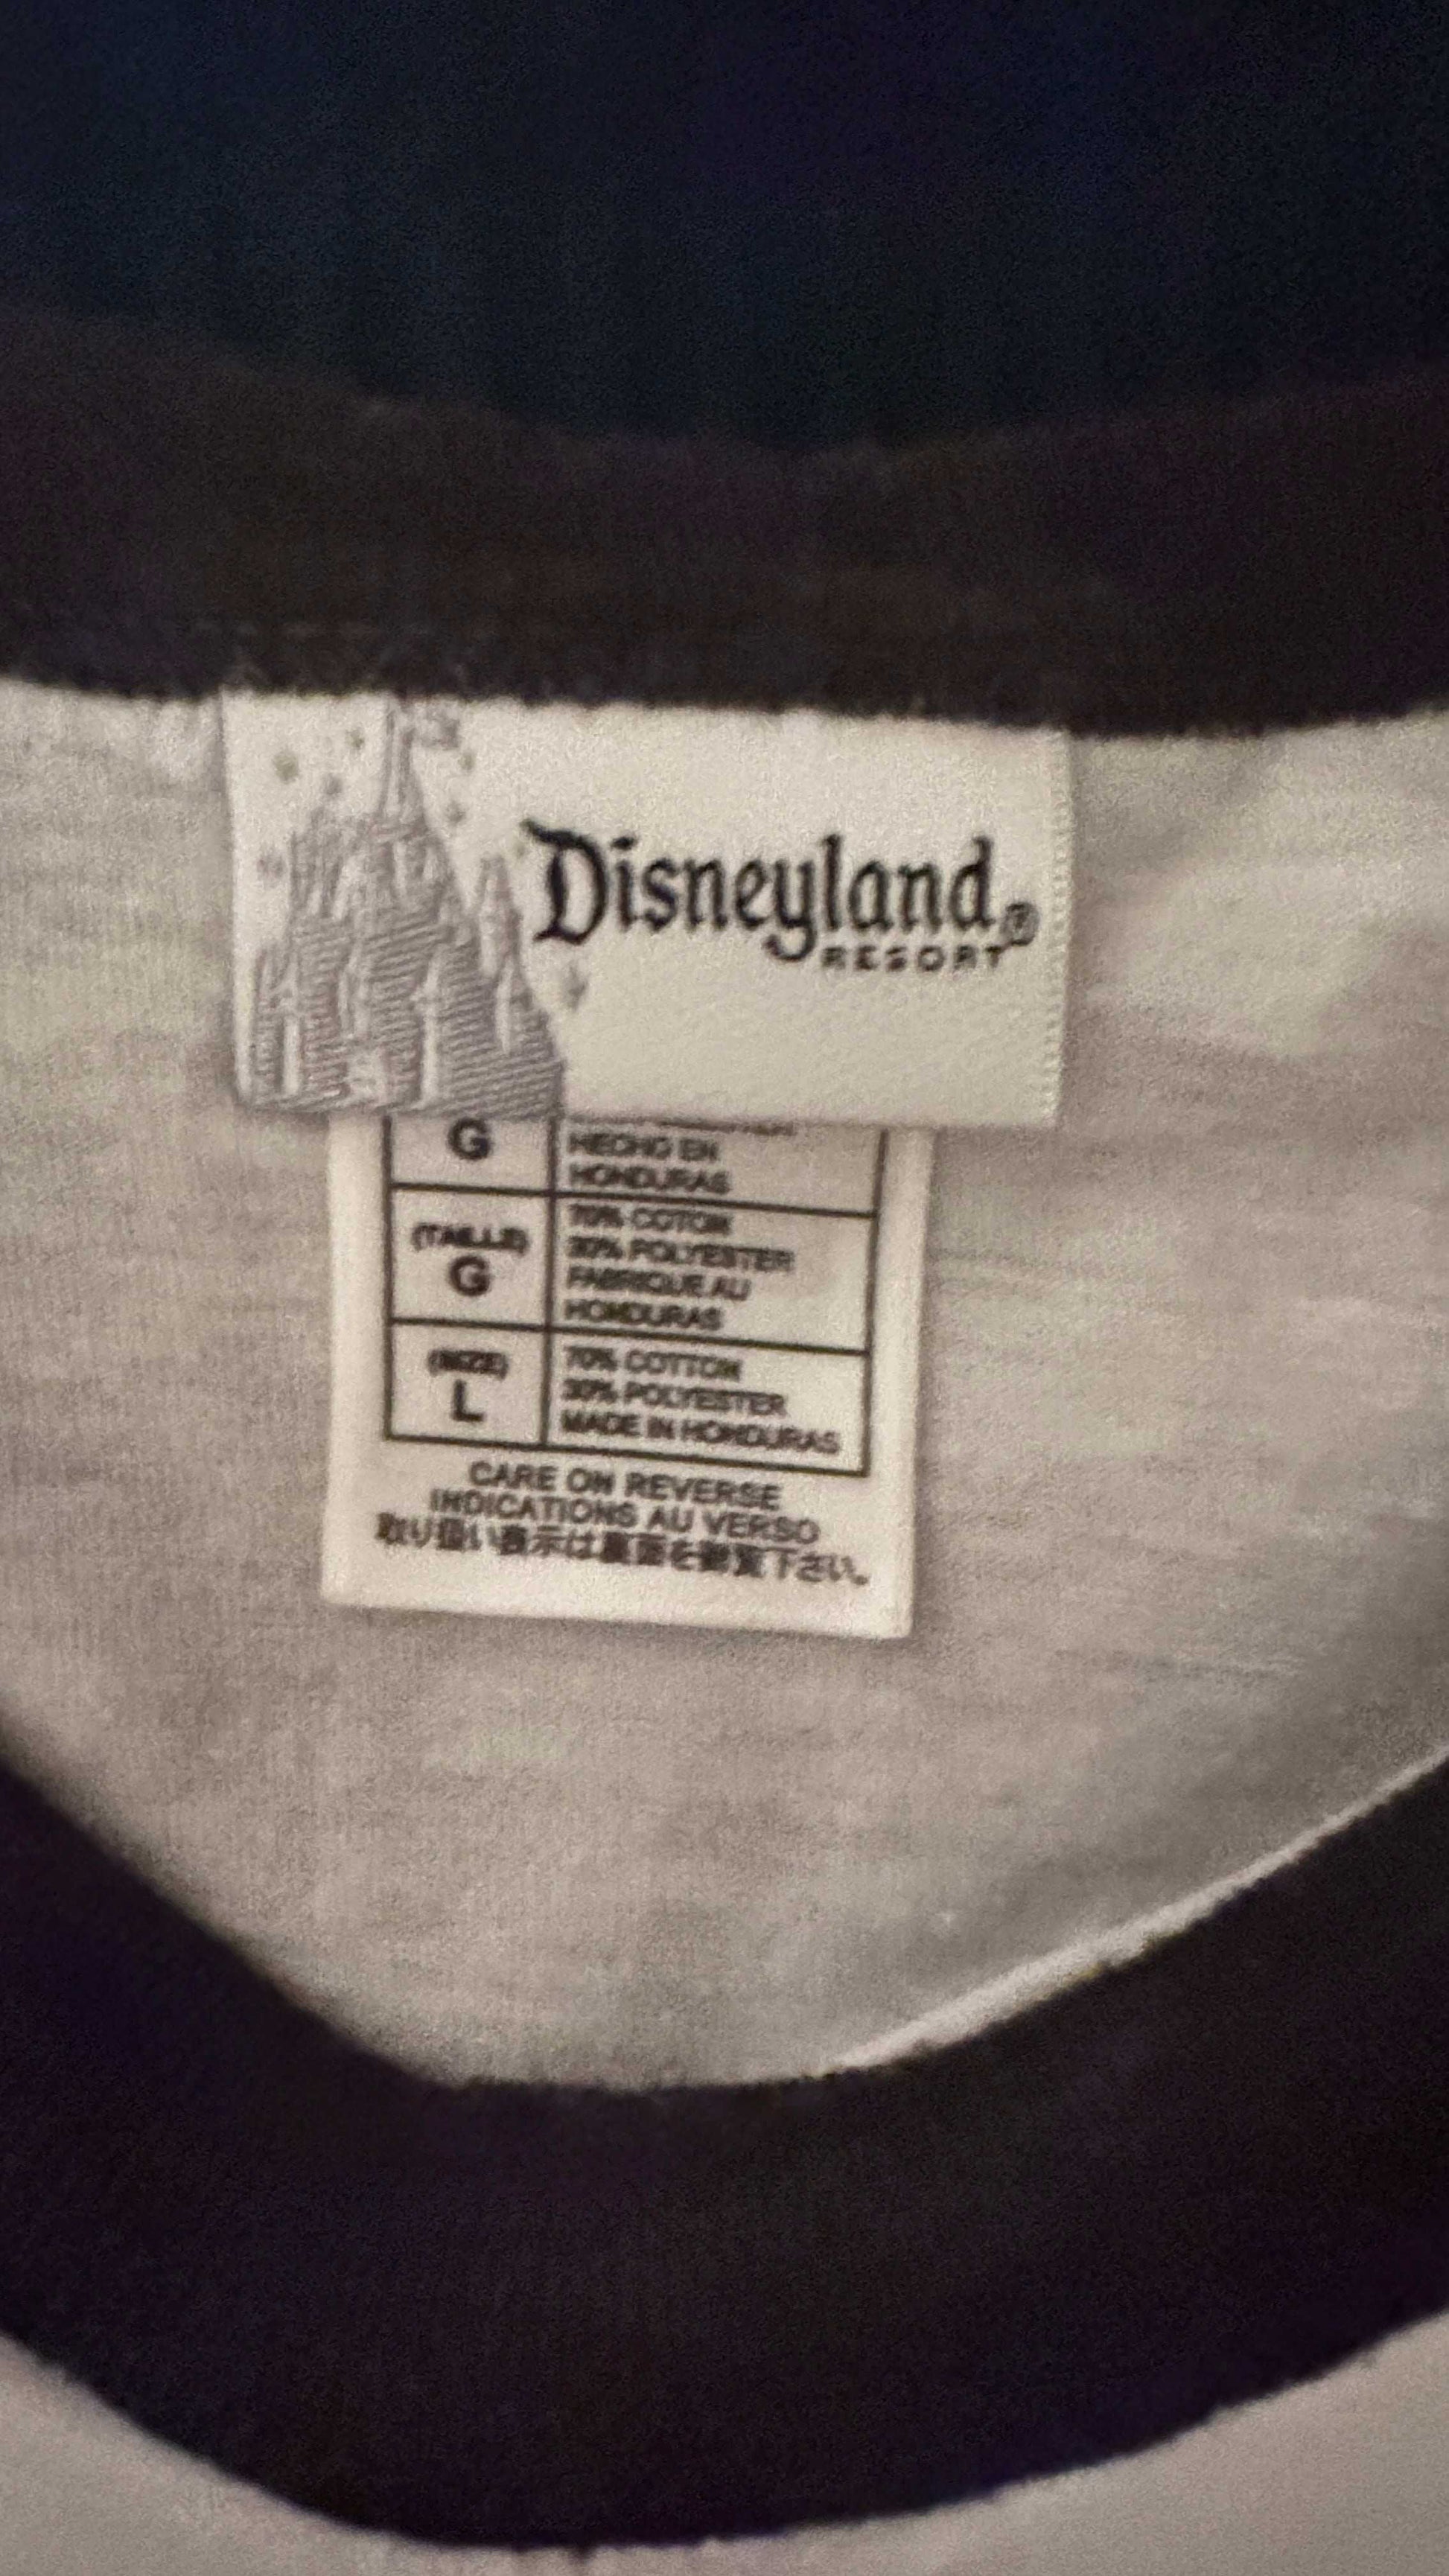 Disneyland®
RESORT
G
HECHO EN
HONDURAS
(TAILLE)
G
70% COTON
30% POLYESTER
FABRIQUE AU
HONDURAS
(SIZE)
L
70% COTTON
30% POLYESTER
MADE IN HONDURAS
CARE ON REVERSE
INDICATIONS AU VERSO
取り扱い表示は裏面を御覧下さい。